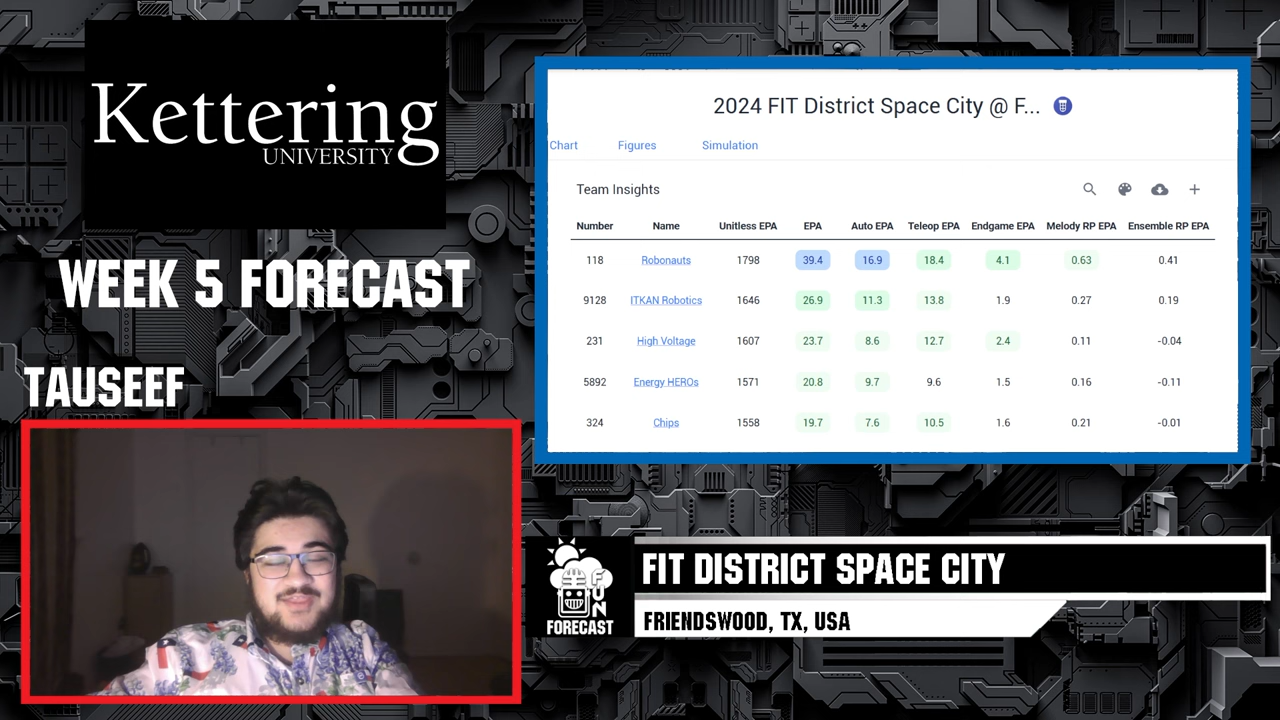 Kettering
UNIVERSITY
WEEK 5 FORECAST
TAUSEEF
2024 FIT District Space City @ F...
Chart Figures Simulation
Team Insights
Number Name Unitless EPA EPA Auto EPA Teleop EPA Endgame EPA Melody RP EPA Ensemble RP EPA
118 Robonauts 1798 39.4 16.9 18.4 4.1 0.63 0.41
9128 ITKAN Robotics 1646 26.9 11.3 13.8 1.9 0.27 0.19
231 High Voltage 1607 23.7 8.6 12.7 2.4 0.11 -0.04
5892 Energy HEROs 1571 20.8 9.7 9.6 1.5 0.16 -0.11
324 Chips 1558 19.7 7.6 10.5 1.6 0.21 -0.01
FUN
FORECAST
FIT DISTRICT SPACE CITY
FRIENDSWOOD, TX, USA